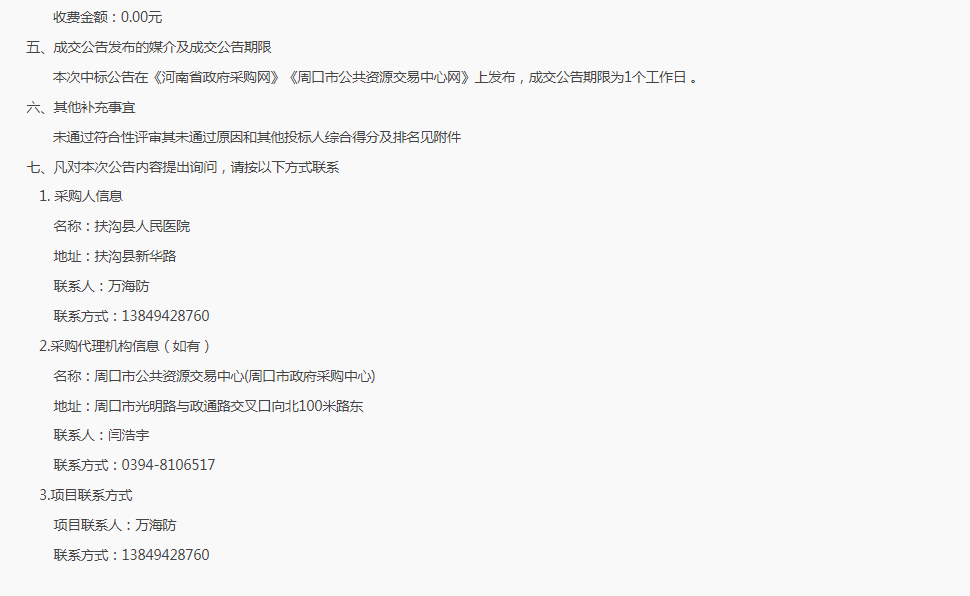 收费金额：0.00元
五、成交公告发布的媒介及成交公告期限
本次中标公告在《河南省政府采购网》《周口市公共资源交易中心网》上发布，成交公告期限为1个工作日 。
六、其他补充事宜
未通过符合性评审其未通过原因和其他投标人综合得分及排名见附件
七、凡对本次公告内容提出询问，请按以下方式联系
1. 采购人信息
名称：扶沟县人民医院
地址：扶沟县新华路
联系人：万海防
联系方式：13849428760
2.采购代理机构信息（如有）
名称：周口市公共资源交易中心(周口市政府采购中心)
地址：周口市光明路与政通路交叉口向北100米路东
联系人：闫浩宇
联系方式：0394-8106517
3.项目联系方式
项目联系人：万海防
联系方式：13849428760